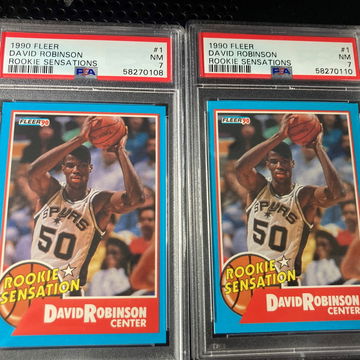 1990 FLEER #1
DAVID ROBINSON NM
ROOKIE SENSATIONS 7
PSA 58270108
FLEER 90
SPURS
50
ROOKIE
SENSATION
DAVID ROBINSON
CENTER
1990 FLEER #1
DAVID ROBINSON NM
ROOKIE SENSATIONS 7
PSA 58270110
FLEER 90
SPURS
50
ROOKIE
SENSATION
DAVID ROBINSON
CENTER